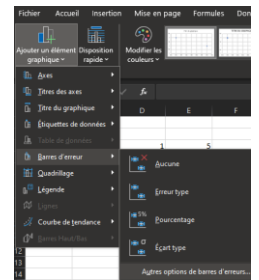 Fichier Accueil Insertion Mise en page Formules Don
Ajouter un élément graphique
Disposition rapide
Modifier les couleurs
fx
D E F
Axes
Titres des axes
Titre du graphique
Étiquettes de données
Table de données
Barres d'erreur
Quadrillage
Légende
Lignes
Courbe de tendance
Barres Haut/Bas
1 5
Aucune
Erreur type
5%
Pourcentage
σ
Écart type
Autres options de barres d'erreurs...
12
13
14